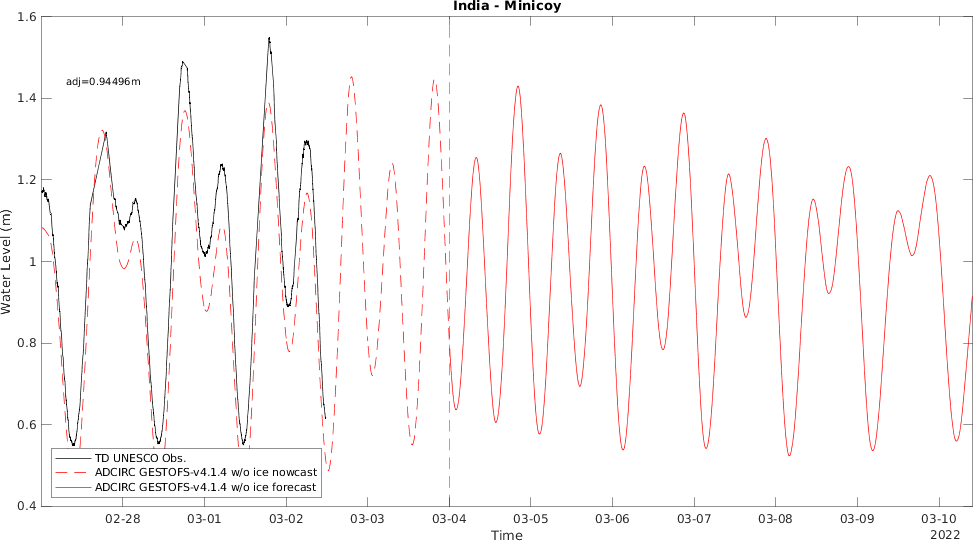 India - Minicoy
1.6
1.4
1.2
1
0.8
0.6
0.4
Water Level (m)
adj=0.94496m
TD UNESCO Obs.
ADCIRC GESTOFS-v4.1.4 w/o ice nowcast
ADCIRC GESTOFS-v4.1.4 w/o ice forecast
02-28 03-01 03-02 03-03 03-04 03-05 03-06 03-07 03-08 03-09 03-10
2022
Time